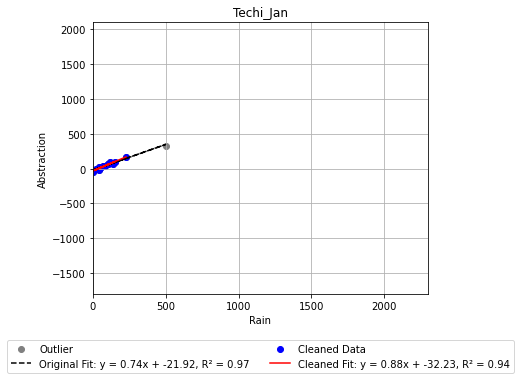 Techi_Jan
2000
1500
1000
500
0
−500
−1000
−1500
Abstraction
0 500 1000 1500 2000
Rain
Outlier Cleaned Data
Original Fit: y = 0.74x + -21.92, R² = 0.97 Cleaned Fit: y = 0.88x + -32.23, R² = 0.94